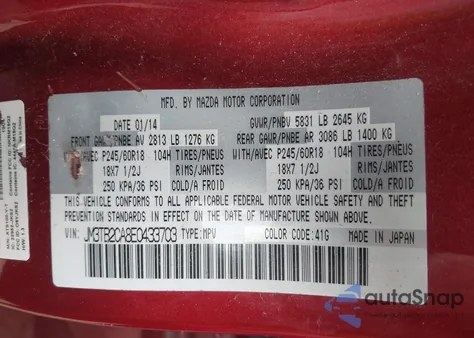 MFD. BY MAZDA MOTOR CORPORATION
DATE 01/14
GVWR/PNBV 5831 LB 2645 KG
FRONT GAWR/PNBE AV 2813 LB 1276 KG
REAR GAWR/PNBE AR 3086 LB 1400 KG
WITH/AVEC P245/60R18 104H TIRES/PNEUS
WITH/AVEC P245/60R18 104H TIRES/PNEUS
18X7 1/2J RIMS/JANTES
18X7 1/2J RIMS/JANTES
250 KPA/36 PSI COLD/A FROID
250 KPA/36 PSI COLD/A FROID
THIS VEHICLE CONFORMS TO ALL APPLICABLE FEDERAL MOTOR VEHICLE SAFETY AND
THEFT PREVENTION STANDARDS IN EFFECT ON THE DATE OF MANUFACTURE SHOWN ABOVE.
VIN: JM3TB2CA8E0433703 TYPE: MPV COLOR CODE: 41G MADE IN JAPAN
autoSnap